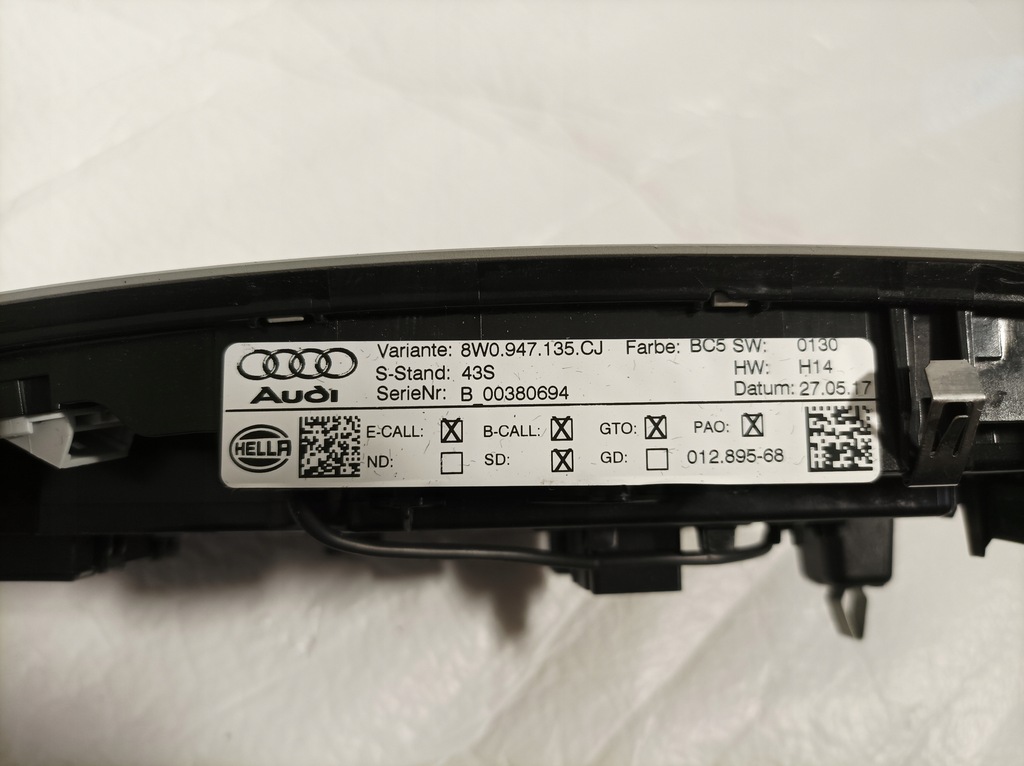 Audi
Variante: 8W0.947.135.CJ Farbe: BC5 SW: 0130
S-Stand: 43S HW: H14
SerieNr: B_00380694 Datum: 27.05.17
HELLA
E-CALL: B-CALL: GTO: PAO:
ND: SD: GD: 012.895-68